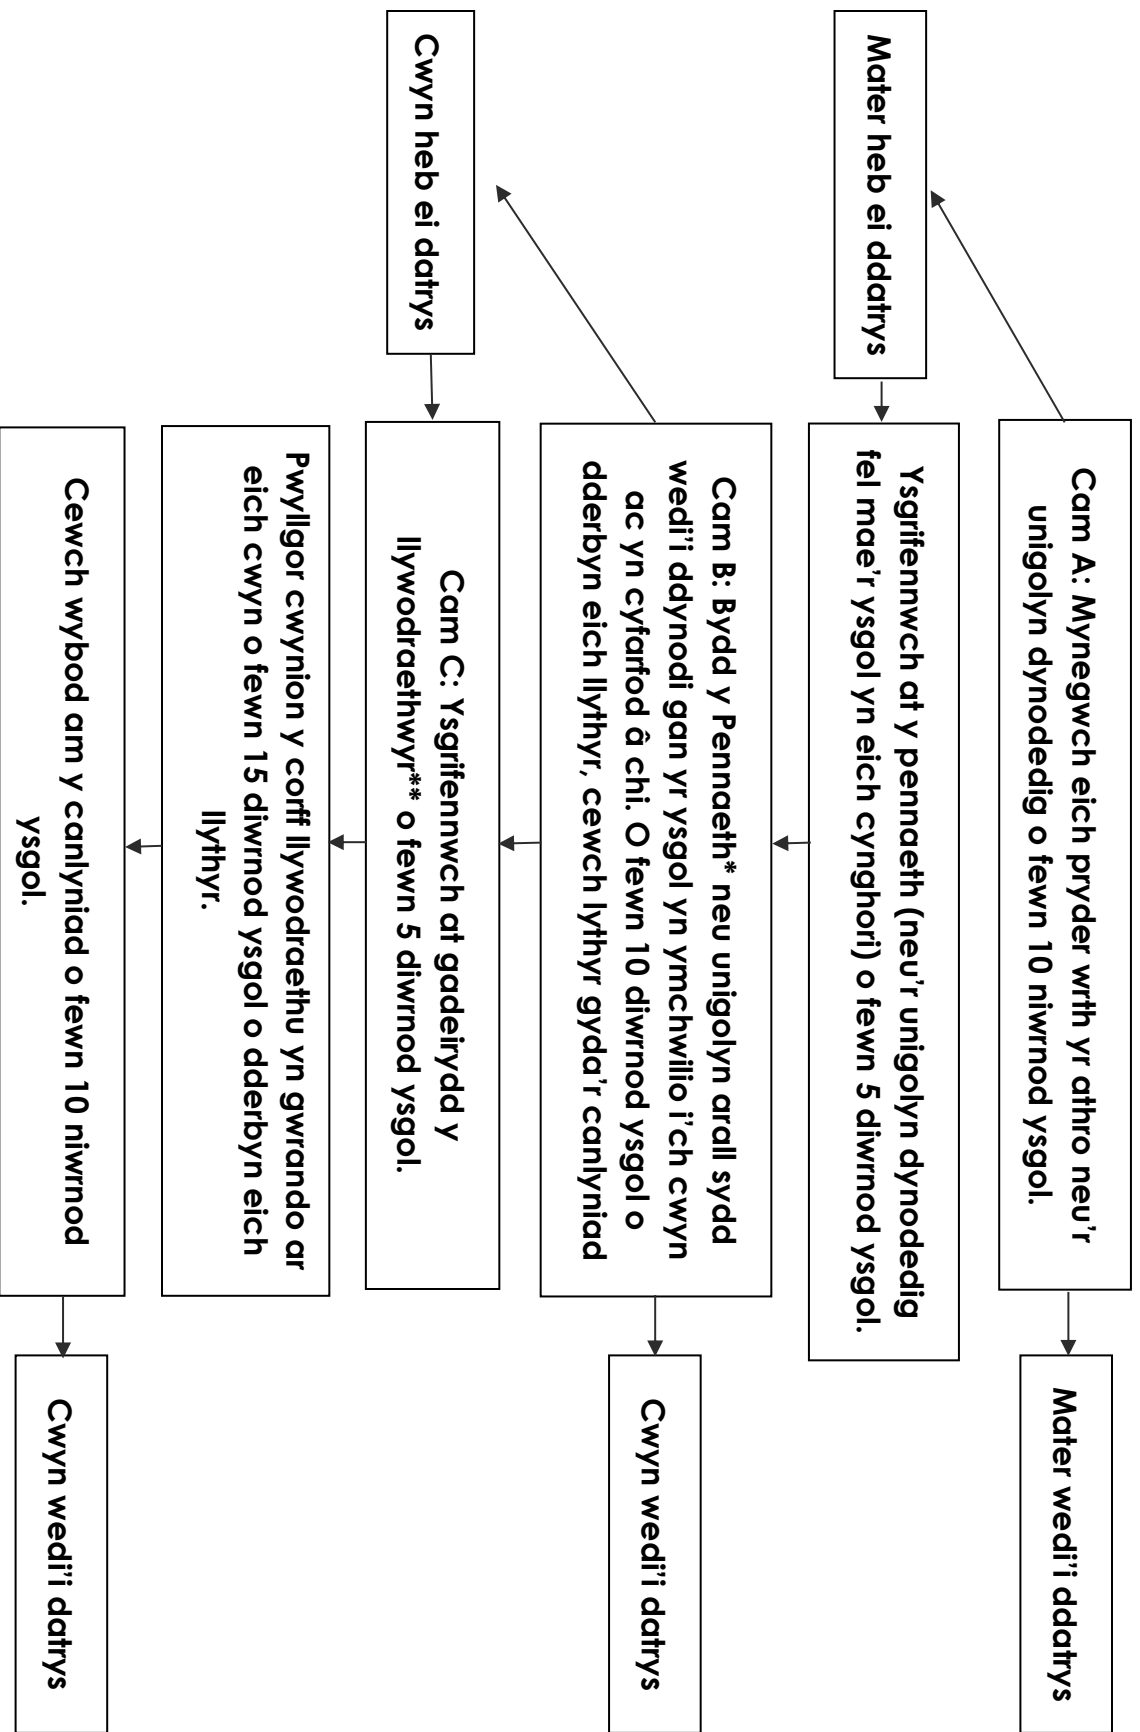 Cam A: Mynegwch eich pryder wrth yr athro neu'r
unigolyn dynodedig o fewn 10 niwrnod ysgol.
Mater wedi'i ddatrys
Mater heb ei ddatrys
Ysgrifennwch at y pennaeth (neu'r unigolyn dynodedig
fel mae'r ysgol yn eich cynghori) o fewn 5 diwrnod ysgol.
Cam B: Bydd y Pennaeth* neu unigolyn arall sydd
wedi'i ddynodi gan yr ysgol yn ymchwilio i'ch cwyn
ac yn cyfarfod â chi. O fewn 10 diwrnod ysgol o
dderbyn eich llythyr, cewch lythyr gyda'r canlyniad
Cwyn wedi'i datrys
Cwyn heb ei datrys
Cam C: Ysgrifennwch at gadeirydd y
llywodraethwyr** o fewn 5 diwrnod ysgol.
Pwyllgor cwynion y corff llywodraethu yn gwrando ar
eich cwyn o fewn 15 diwrnod ysgol o dderbyn eich
llythyr.
Cewch wybod am y canlyniad o fewn 10 niwrnod
ysgol.
Cwyn wedi'i datrys